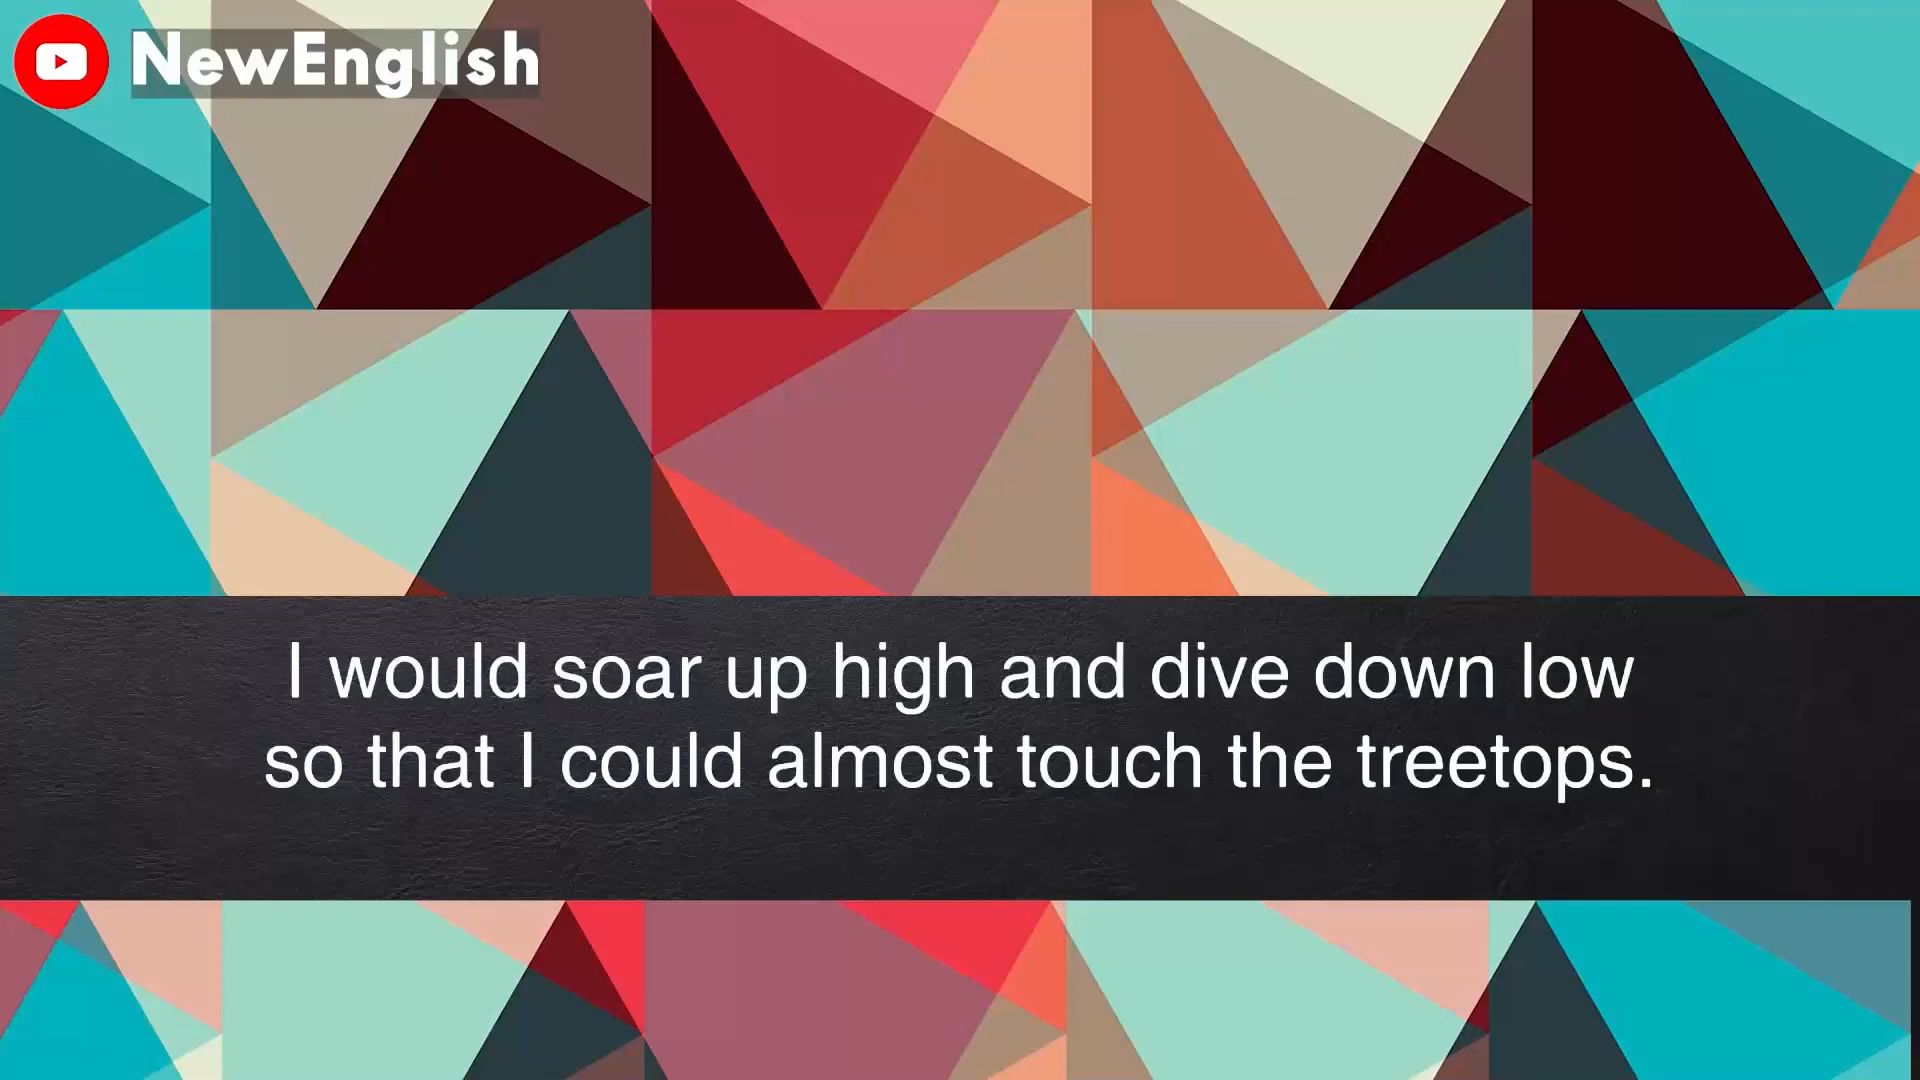 NewEnglish
I would soar up high and dive down low
so that I could almost touch the treetops.